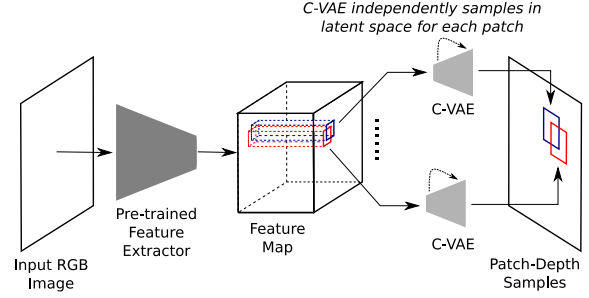 C-VAE independently samples in
latent space for each patch
C-VAE
Pre-trained
Feature
Extractor
Feature
Map
C-VAE
Input RGB
Image
Patch-Depth
Samples